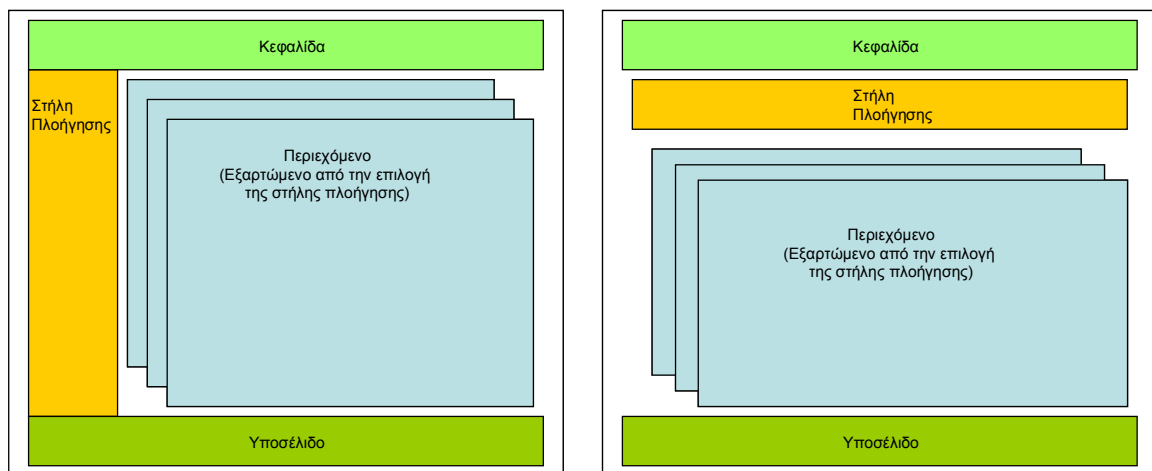 Κεφαλίδα
Στήλη
Πλοήγησης
Περιεχόμενο
(Εξαρτώμενο από την επιλογή
της στήλης πλοήγησης)
Υποσέλιδο
Κεφαλίδα
Στήλη
Πλοήγησης
Περιεχόμενο
(Εξαρτώμενο από την επιλογή
της στήλης πλοήγησης)
Υποσέλιδο